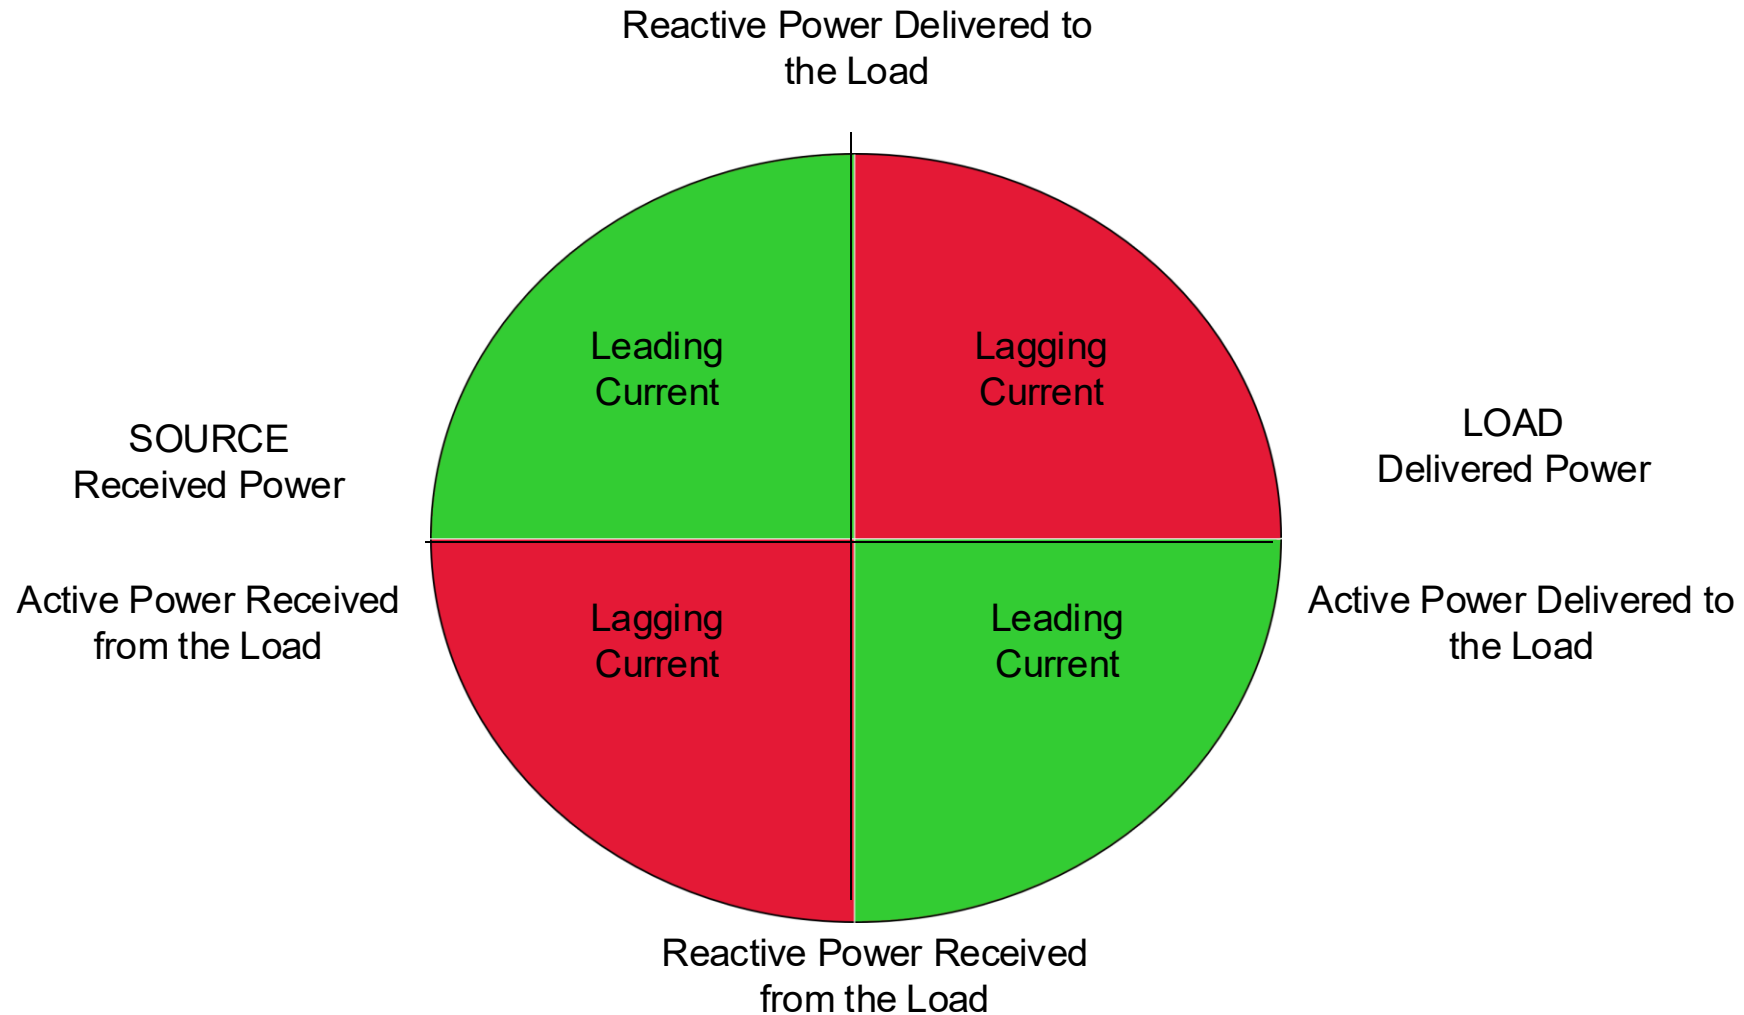 Reactive Power Delivered to
the Load
Leading
Current
Lagging
Current
SOURCE
Received Power
LOAD
Delivered Power
Active Power Received
from the Load
Lagging
Current
Leading
Current
Active Power Delivered to
the Load
Reactive Power Received
from the Load